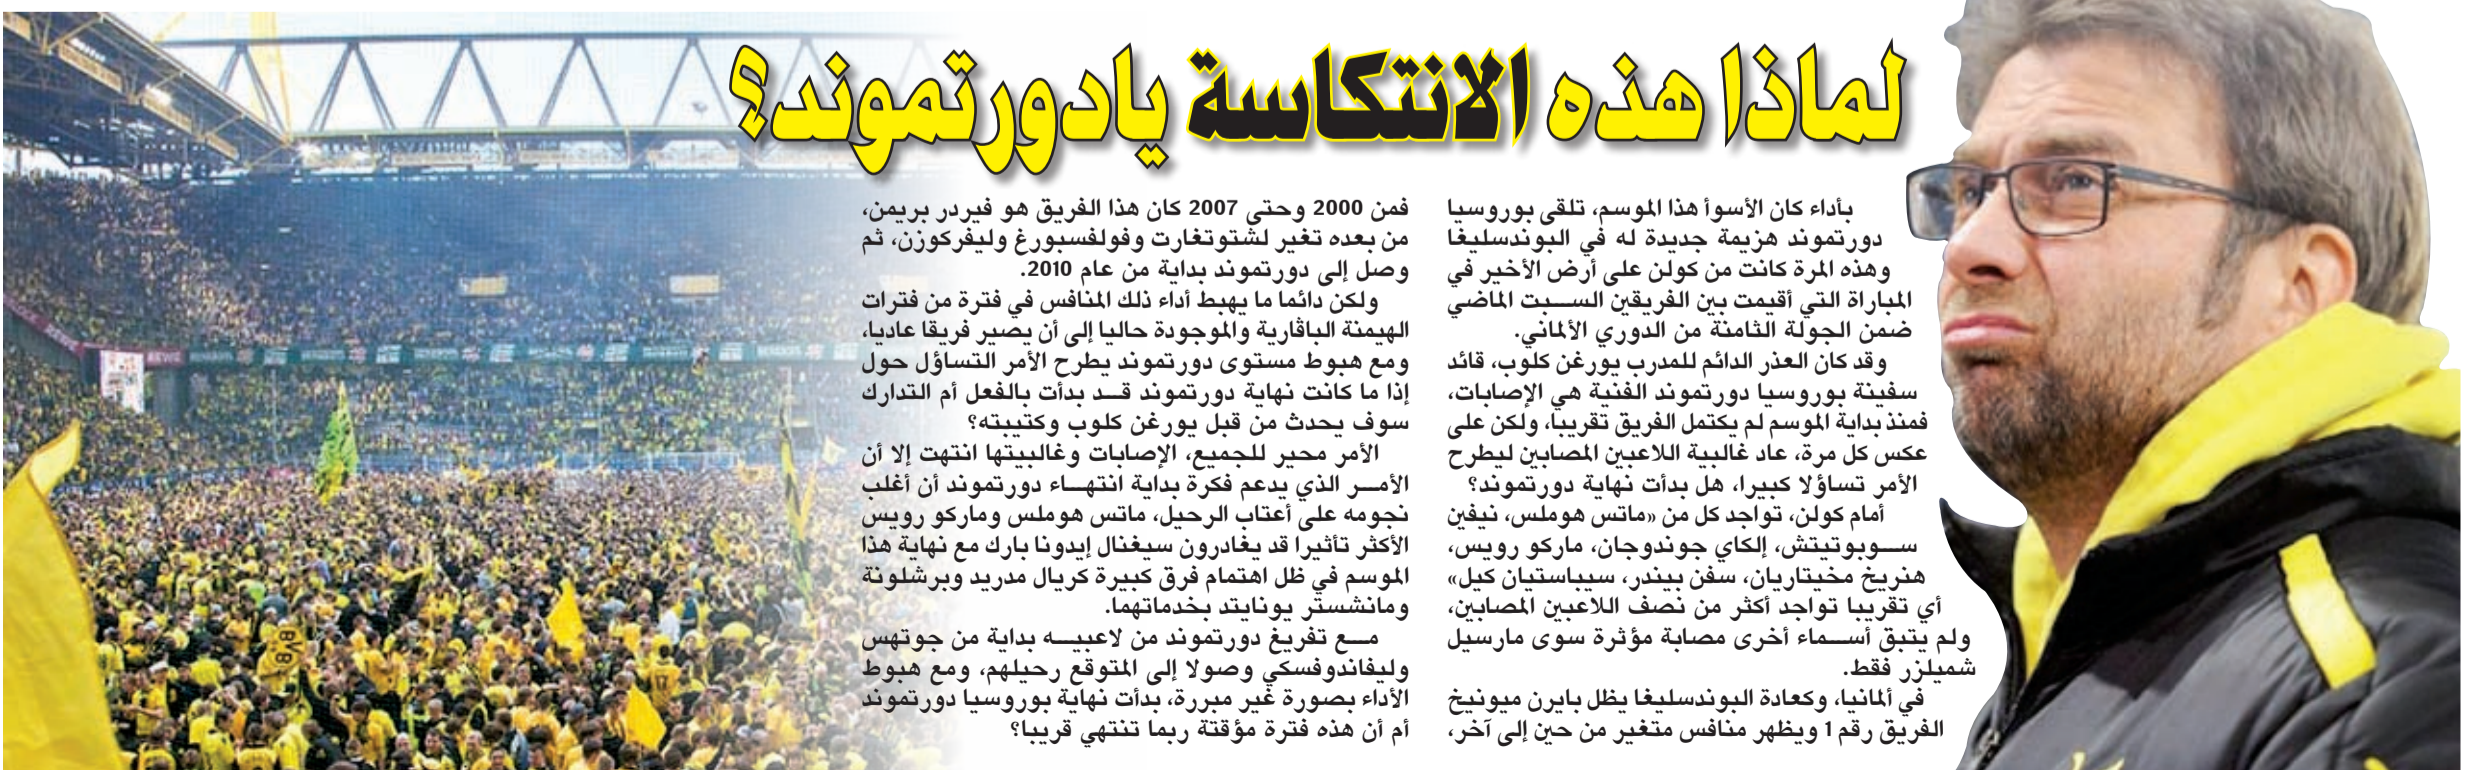 لماذا هذه الانتكاسة يادورتموند؟
بأداء كان الأسوأ هذا الموسم، تلقى بوروسيا
دورتموند هزيمة جديدة له في البوندسليغا
وهذه المرة كانت من كولن على أرض الأخير في
المباراة التي أقيمت بين الفريقين الســبت الماضي
ضمن الجولة الثامنة من الدوري الألماني.
وقد كان العذر الدائم للمدرب يورغن كلوب، قائد
سفينة بوروسيا دورتموند الفنية هي الإصابات،
فمنذ بداية الموسم لم يكتمل الفريق تقريبا، ولكن على
عكس كل مرة، عاد غالبية اللاعبين المصابين ليطرح
الأمر تساؤلا كبيرا، هل بدأت نهاية دورتموند؟
أمام كولن، تواجد كل من «ماتس هوملس، نيفين
ســوبوتيتش، إلكاي جوندوجان، ماركو رويس،
هنريخ مخيتاريان، سفن بيندر، سيباستيان كيل»
أي تقريبا تواجد أكثر من نصف اللاعبين المصابين،
ولم يتبق أســماء أخرى مصابة مؤثرة سوى مارسيل
شميلزر فقط.
في ألمانيا، وكعادة البوندسليغا يظل بايرن ميونيخ
الفريق رقم 1 ويظهر منافس متغير من حين إلى آخر،
فمن 2000 وحتى 2007 كان هذا الفريق هو فيردر بريمن،
من بعده تغير لشتوتغارت وفولفسبورغ وليفركوزن، ثم
وصل إلى دورتموند بداية من عام 2010.
ولكن دائما ما يهبط أداء ذلك المنافس في فترة من فترات
الهيمنة الباڤارية والموجودة حاليا إلى أن يصير فريقا عاديا،
ومع هبوط مستوى دورتموند يطرح الأمر التساؤل حول
إذا ما كانت نهاية دورتموند قــد بدأت بالفعل أم التدارك
سوف يحدث من قبل يورغن كلوب وكتيبته؟
الأمر محير للجميع، الإصابات وغالبيتها انتهت إلا أن
الأمــر الذي يدعم فكرة بداية انتهــاء دورتموند أن أغلب
نجومه على أعتاب الرحيل، ماتس هوملس وماركو رويس
الأكثر تأثيرا قد يغادرون سيغنال إيدونا بارك مع نهاية هذا
الموسم في ظل اهتمام فرق كبيرة كريال مدريد وبرشلونة
ومانشستر يونايتد بخدماتهما.
مــع تفريغ دورتموند من لاعبيــه بداية من جوتهس
وليفاندوفسكي وصولا إلى المتوقع رحيلهم، ومع هبوط
الأداء بصورة غير مبررة، بدأت نهاية بوروسيا دورتموند
أم أن هذه فترة مؤقتة ربما تنتهي قريبا؟
BVB